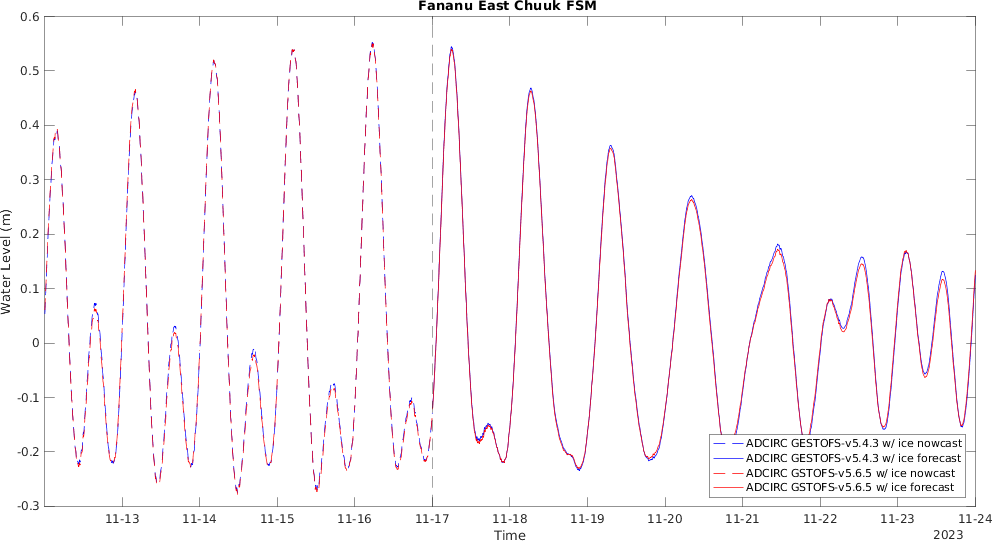 Fananu East Chuuk FSM
Water Level (m)
0.6
0.5
0.4
0.3
0.2
0.1
0
-0.1
-0.2
-0.3
ADCIRC GESTOFS-v5.4.3 w/ ice nowcast
ADCIRC GESTOFS-v5.4.3 w/ ice forecast
ADCIRC GSTOFS-v5.6.5 w/ ice nowcast
ADCIRC GSTOFS-v5.6.5 w/ ice forecast
11-13 11-14 11-15 11-16 11-17 11-18 11-19 11-20 11-21 11-22 11-23 11-24
Time
2023